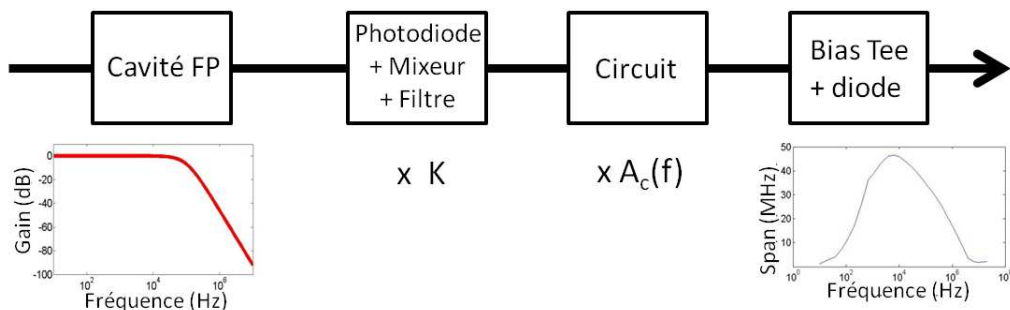 Cavité FP
Photodiode
+ Mixeur
+ Filtre
Circuit
Bias Tee
+ diode
x K
x A_c(f)
Gain (dB)
0
-20
-40
-60
-80
-100
10²
10⁴
10⁶
Fréquence (Hz)
Span (MHz)
50
40
30
20
10
10⁰
10²
10⁴
10⁶
10⁸
Fréquence (Hz)